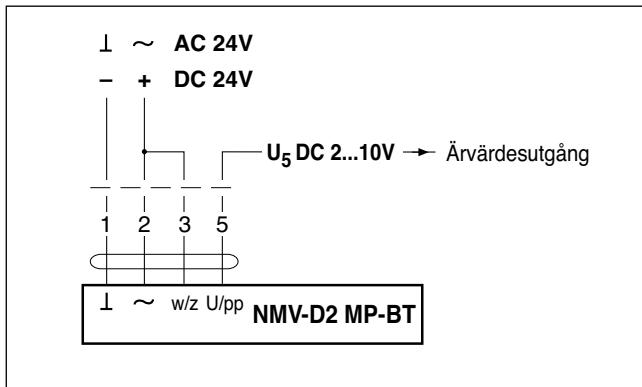 ⊥ ~ AC 24V
– + DC 24V
U5 DC 2...10V → Ärvärdesutgång
1 2 3 5
⊥ ~ w/z U/pp NMV-D2 MP-BT